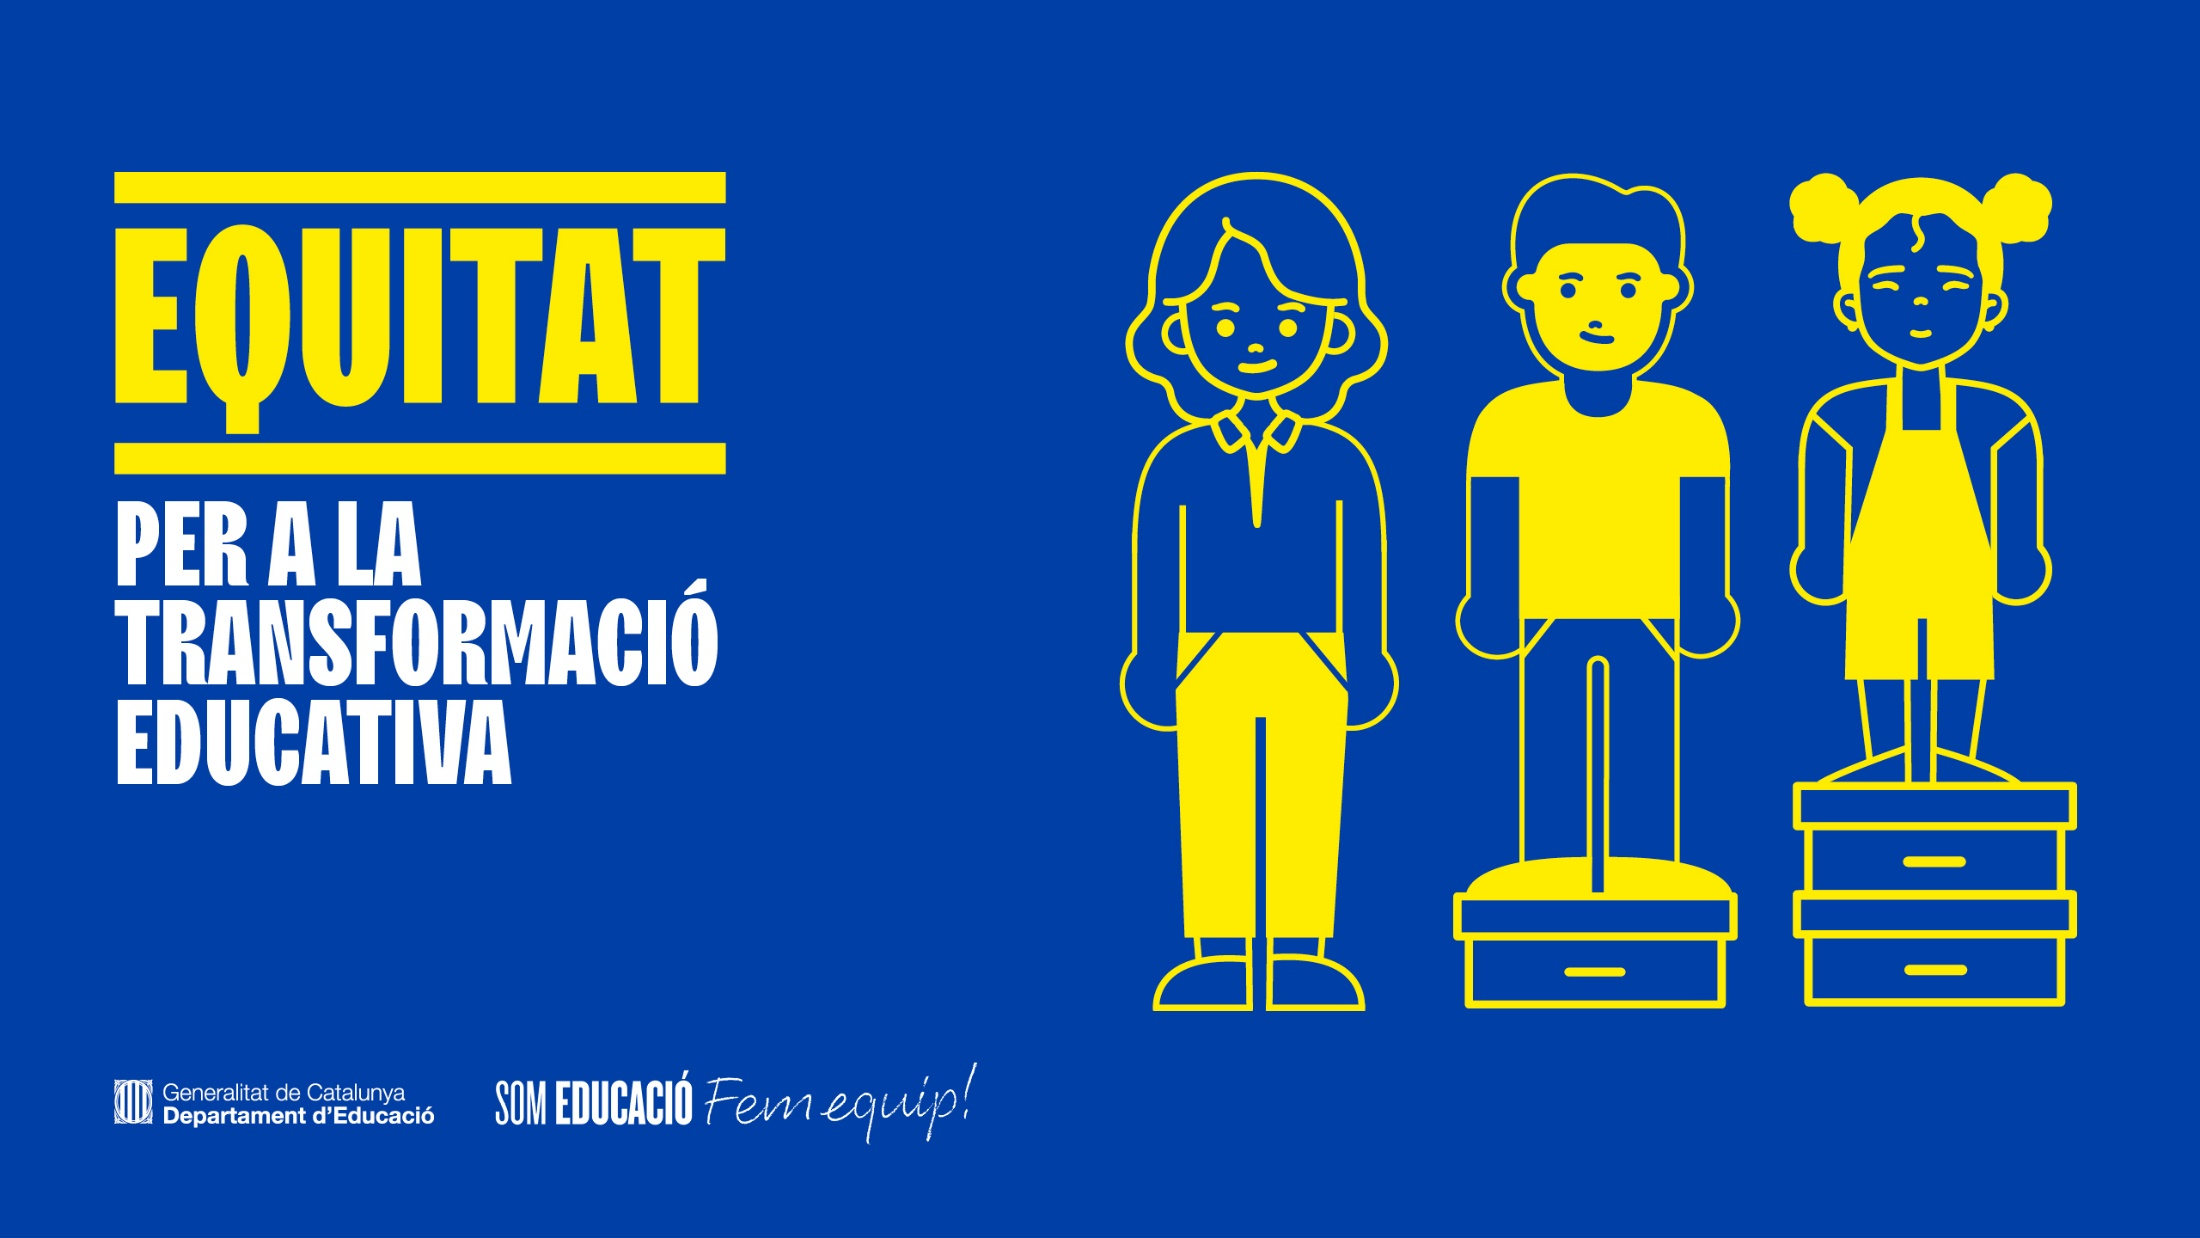 EQUITAT
PER A LA
TRANSFORMACIÓ
EDUCATIVA
Generalitat de Catalunya
Departament d'Educació
SOM EDUCACIÓ Fem equip!